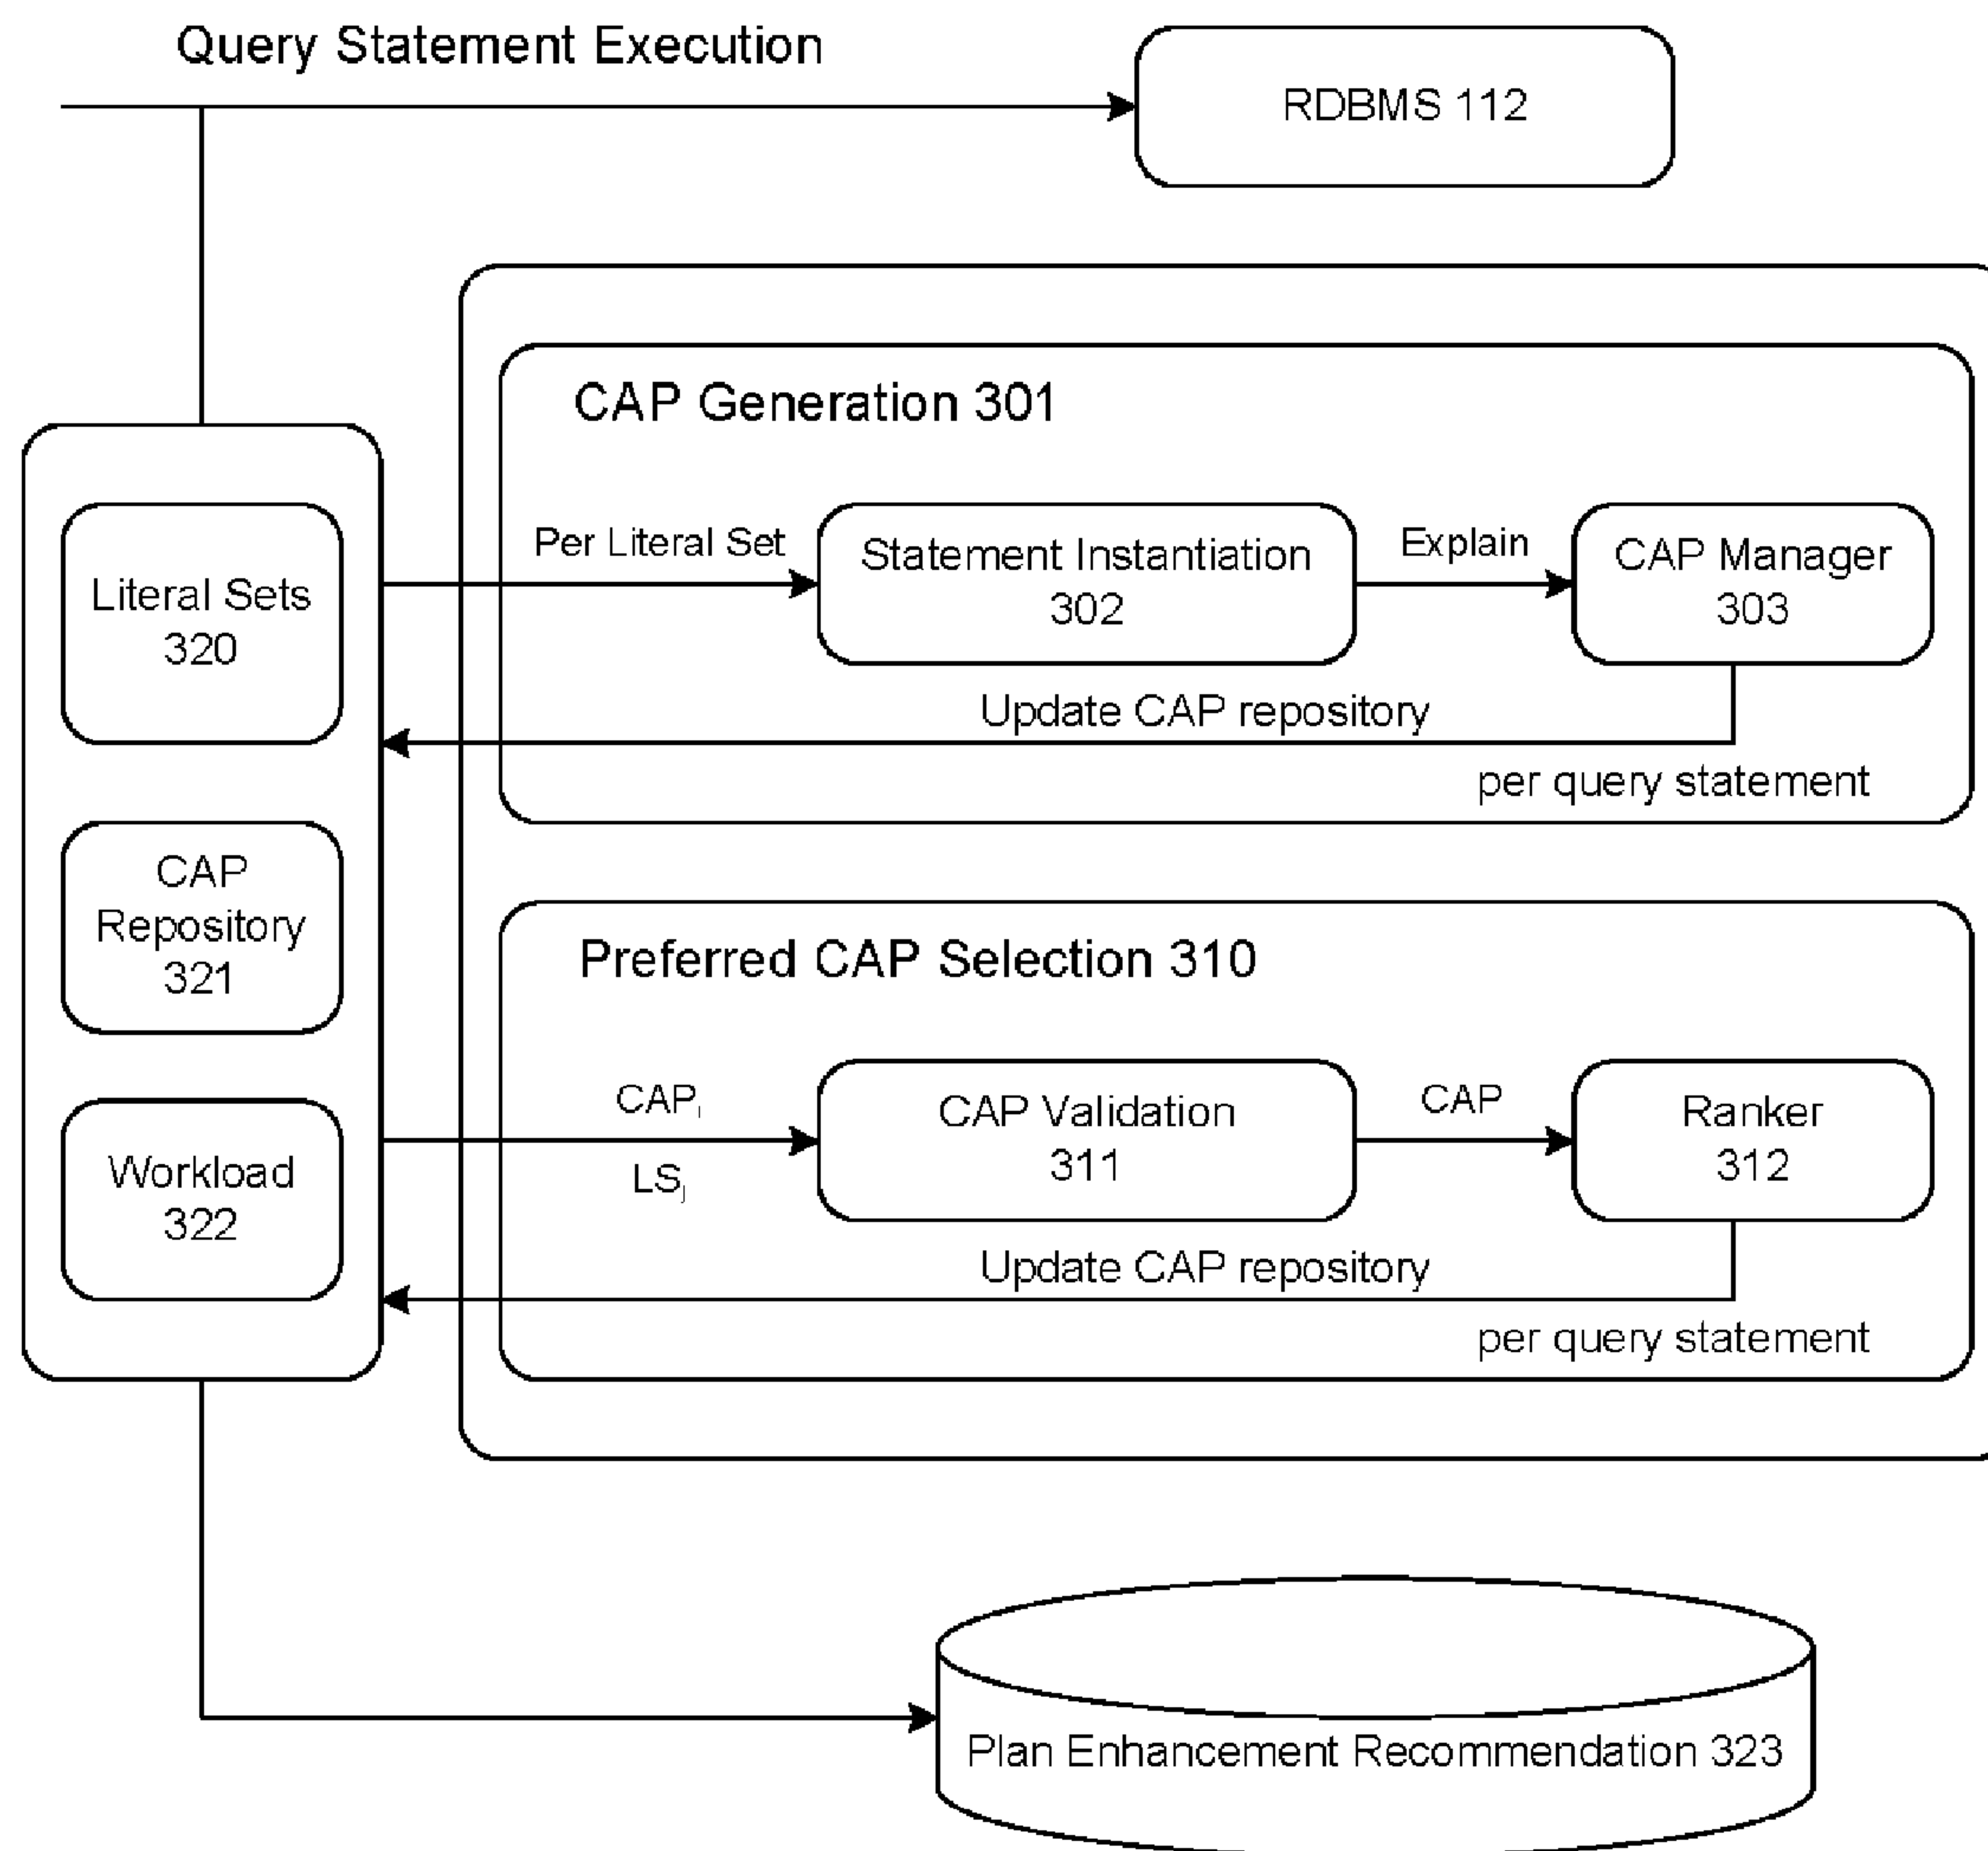 Query Statement Execution
RDBMS 112
CAP Generation 301
Literal Sets
320
Per Literal Set
Statement Instantiation
302
Explain
CAP Manager
303
Update CAP repository
per query statement
CAP
Repository
321
Preferred CAP Selection 310
Workload
322
CAPi
LSj
CAP Validation
311
CAP
Ranker
312
Update CAP repository
per query statement
Plan Enhancement Recommendation 323